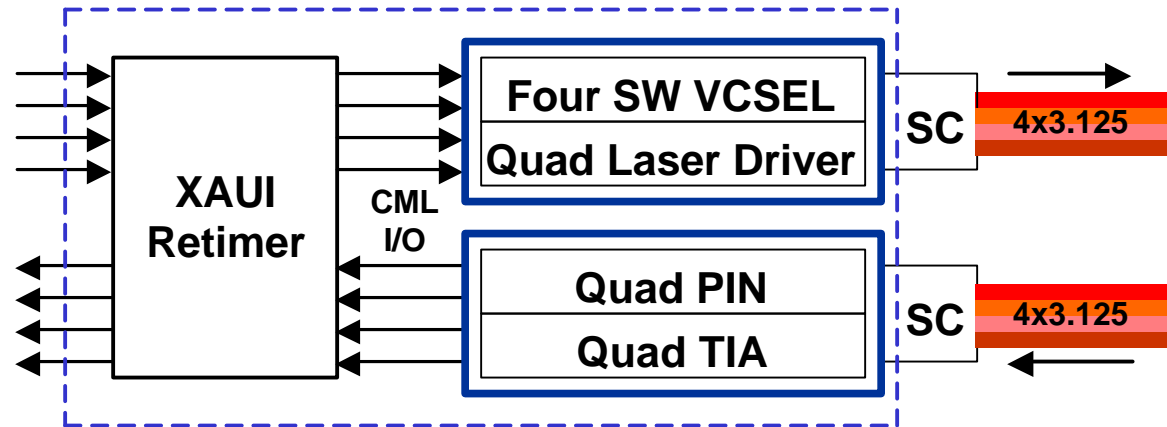 XAUI
Retimer
CML
I/O
Four SW VCSEL
Quad Laser Driver
SC
4x3.125
Quad PIN
Quad TIA
SC
4x3.125